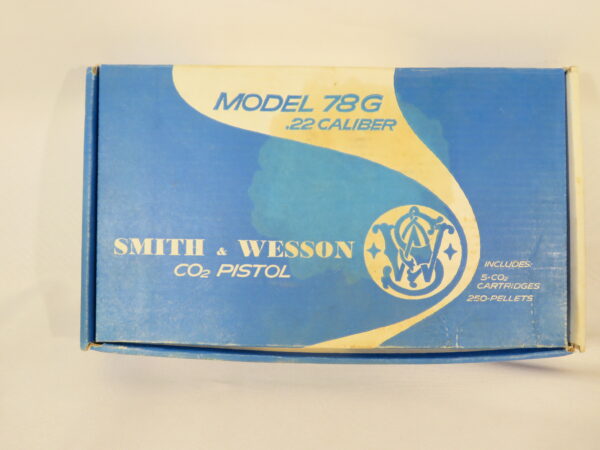 MODEL 78G
.22 CALIBER
SMITH & WESSON
CO₂ PISTOL
INCLUDES:
5-CO₂
CARTRIDGES
250-PELLETS